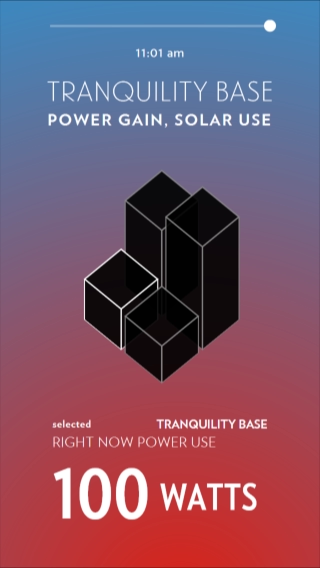 11:01 am
TRANQUILITY BASE
POWER GAIN, SOLAR USE
selected TRANQUILITY BASE
RIGHT NOW POWER USE
100 WATTS